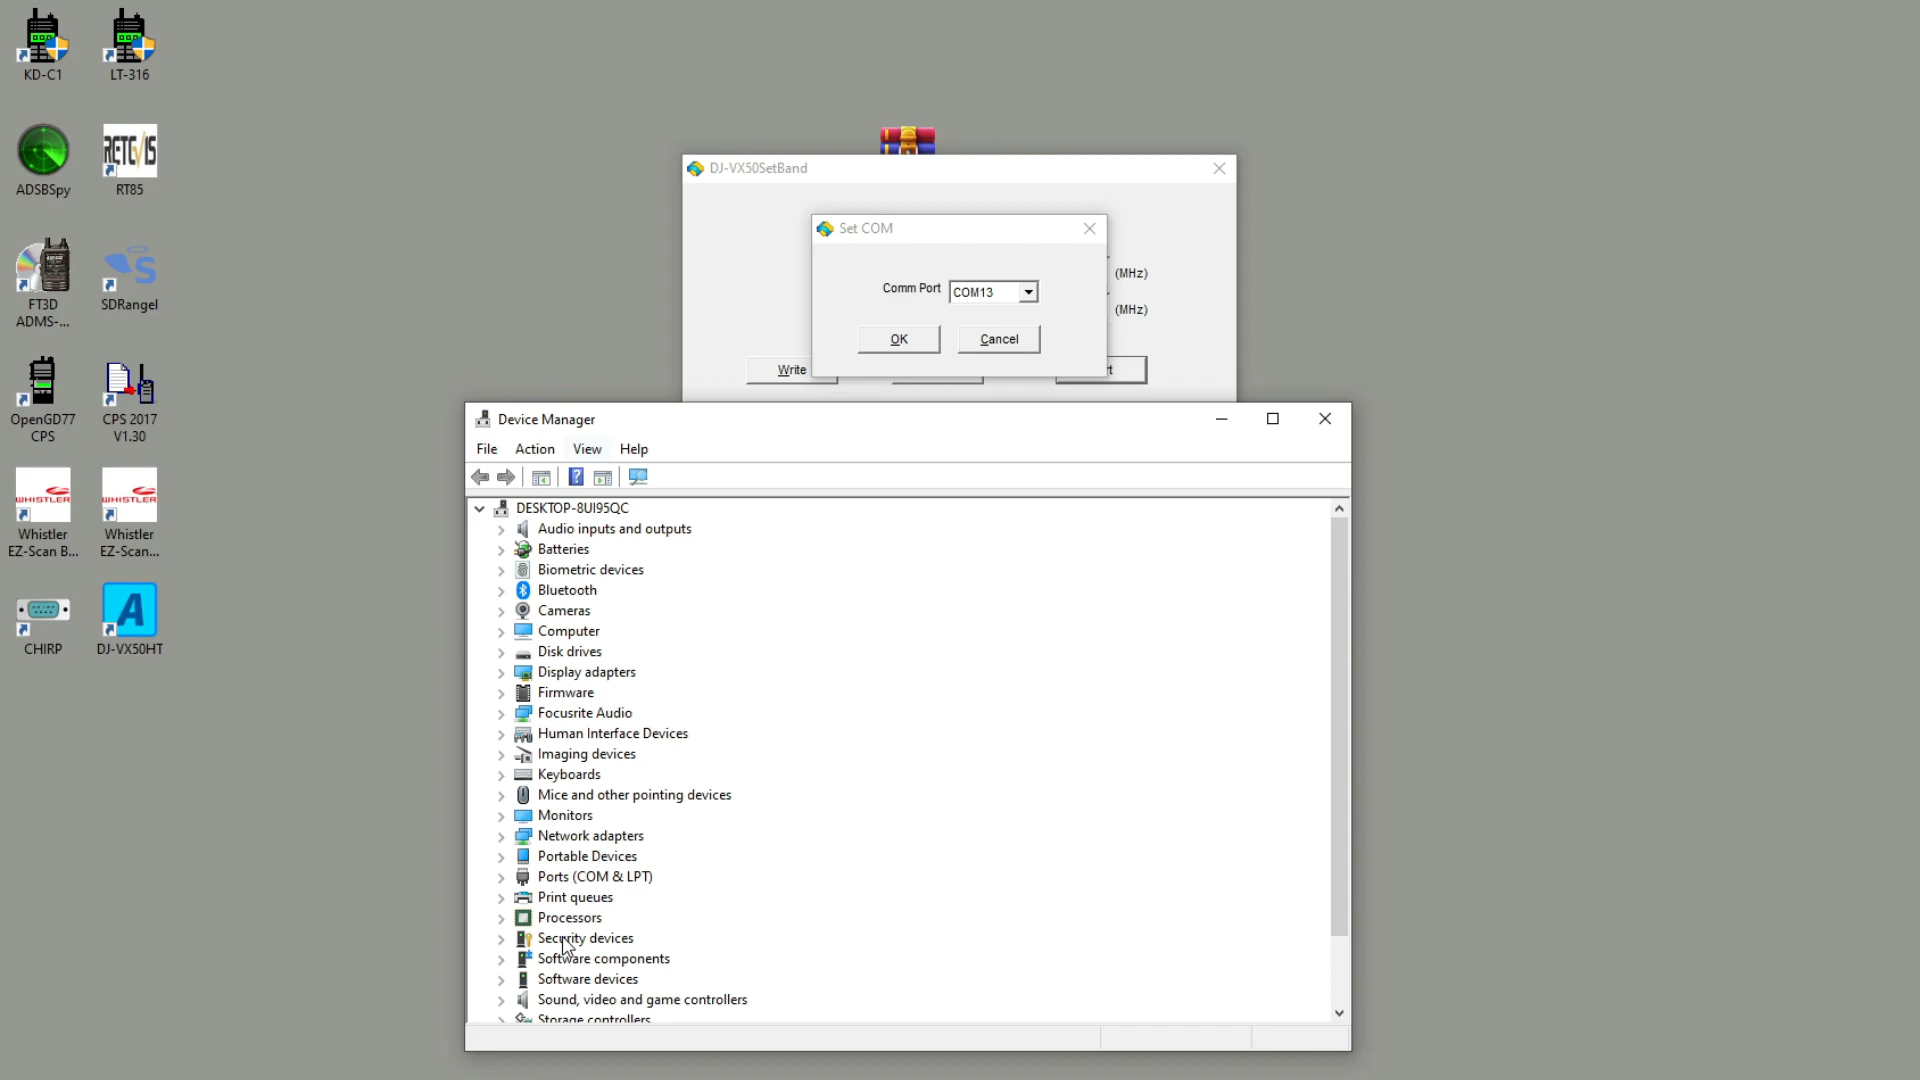 KD-C1
LT-316
ADSBSpy
RETEVIS
RT85
FT3D
ADMS-...
S
SDRangel
OpenGD77
CPS
CPS 2017
V1.30
WHISTLER
Whistler
EZ-Scan B...
WHISTLER
Whistler
EZ-Scan...
CHIRP
A
DJ-VX50HT
DJ-VX50SetBand
Set COM
Comm Port
COM13
OK
Cancel
(MHz)
(MHz)
Write
Device Manager
File Action View Help
DESKTOP-8UI95QC
Audio inputs and outputs
Batteries
Biometric devices
Bluetooth
Cameras
Computer
Disk drives
Display adapters
Firmware
Focusrite Audio
Human Interface Devices
Imaging devices
Keyboards
Mice and other pointing devices
Monitors
Network adapters
Portable Devices
Ports (COM & LPT)
Print queues
Processors
Security devices
Software components
Software devices
Sound, video and game controllers
Storage controllers